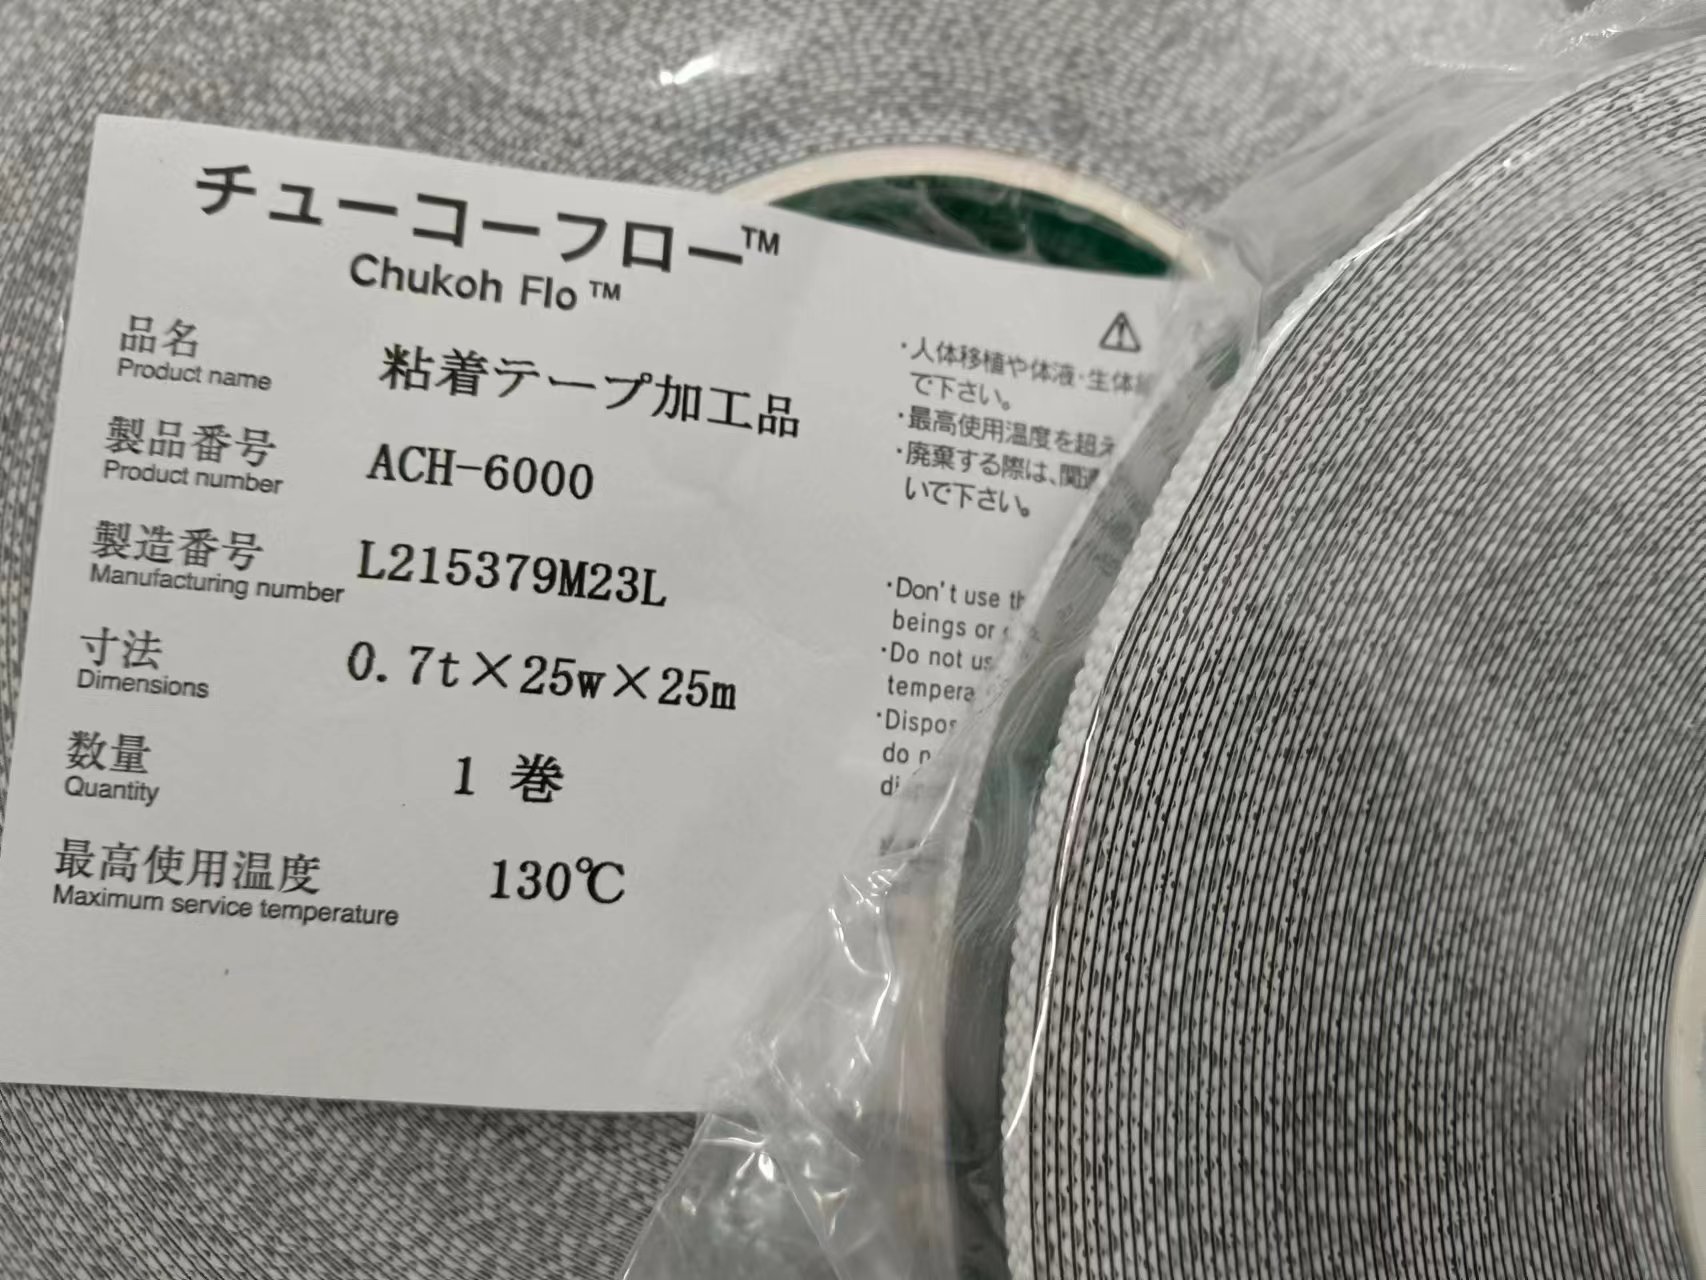 チューコーフロー™
Chukoh Flo™
品名 粘着テープ加工品
Product name
製品番号 ACH-6000
Product number
製造番号 L215379M23L
Manufacturing number
寸法 0.7t×25w×25m
Dimensions
数量 1 巻
Quantity
最高使用温度 130℃
Maximum service temperature
・人体移植や体液・生体
で下さい。
・最高使用温度を超え
・廃棄する際は、関連
いで下さい。
・Don't use
beings or
・Do not us
tempera
・Dispos
do n